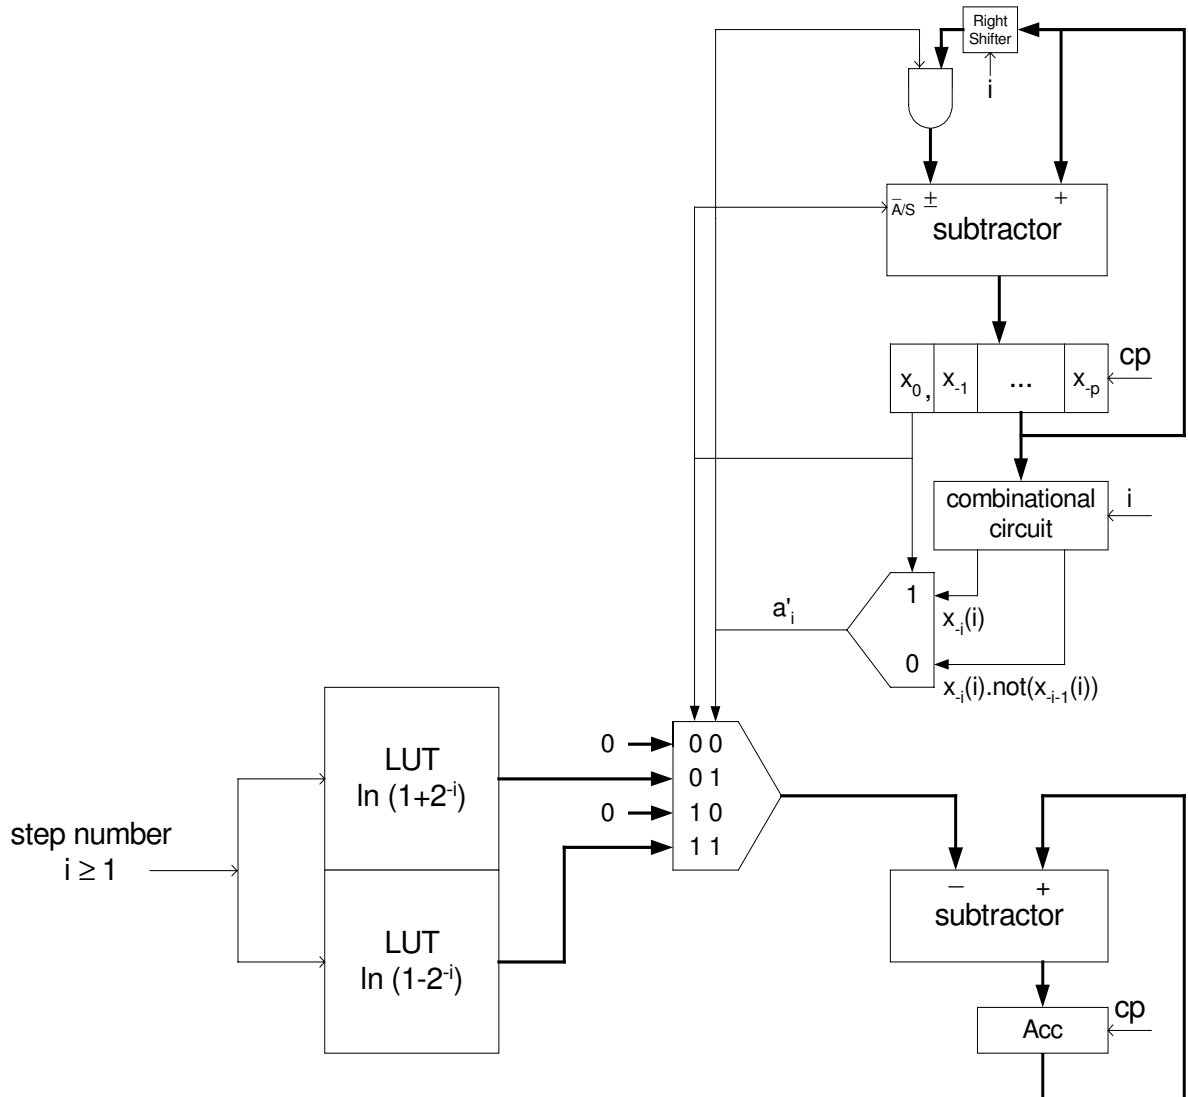 Right
Shifter
i
A̅/S ± +
subtractor
x₀, x₋₁ ... x₋ₚ
cp
combinational
circuit
i
1
x₋ᵢ(i)
a'ᵢ
0
x₋ᵢ(i).not(x₋ᵢ₋₁(i))
0 0 0
LUT
ln (1+2⁻ⁱ)
0 1
0 1 0
1 1
step number
i ≥ 1
LUT
ln (1-2⁻ⁱ)
− +
subtractor
Acc
cp